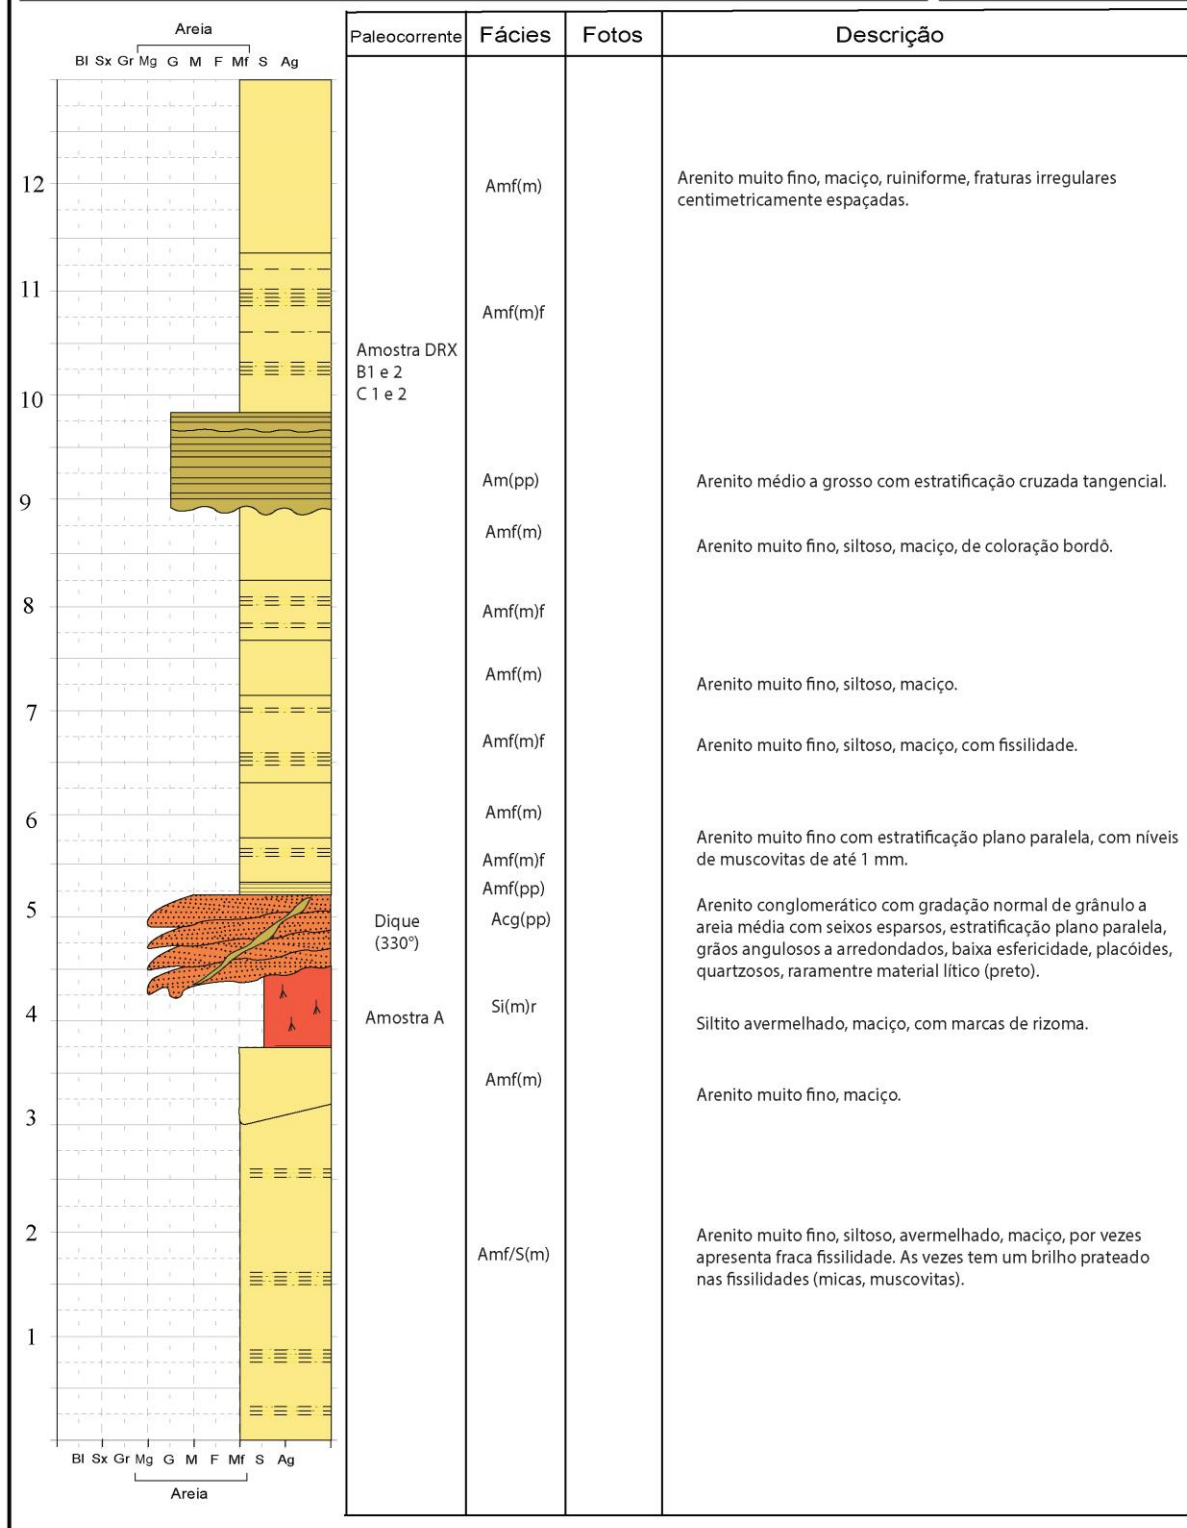 Areia
Bl Sx Gr Mg G M F Mf S Ag
Paleocorrente Fácies Fotos Descrição
12
Amf(m)
Arenito muito fino, maciço, ruiniforme, fraturas irregulares
centimetricamente espaçadas.
11
Amf(m)f
Amostra DRX
B1 e 2
C 1 e 2
10
9
Am(pp)
Arenito médio a grosso com estratificação cruzada tangencial.
Amf(m)
Arenito muito fino, siltoso, maciço, de coloração bordô.
8
Amf(m)f
Amf(m)
Arenito muito fino, siltoso, maciço.
7
Amf(m)f
Arenito muito fino, siltoso, maciço, com fissilidade.
6
Amf(m)
Arenito muito fino com estratificação plano paralela, com níveis
de muscovitas de até 1 mm.
Amf(m)f
Amf(pp)
5
Dique
(330°)
Acg(pp)
Arenito conglomerático com gradação normal de grânulo a
areia média com seixos esparsos, estratificação plano paralela,
grãos angulosos a arredondados, baixa esfericidade, placóides,
quartzosos, raramentre material lítico (preto).
4
Amostra A
Si(m)r
Siltito avermelhado, maciço, com marcas de rizoma.
Amf(m)
Arenito muito fino, maciço.
3
2
Amf/S(m)
Arenito muito fino, siltoso, avermelhado, maciço, por vezes
apresenta fraca fissilidade. As vezes tem um brilho prateado
nas fissilidades (micas, muscovitas).
1
Bl Sx Gr Mg G M F Mf S Ag
Areia